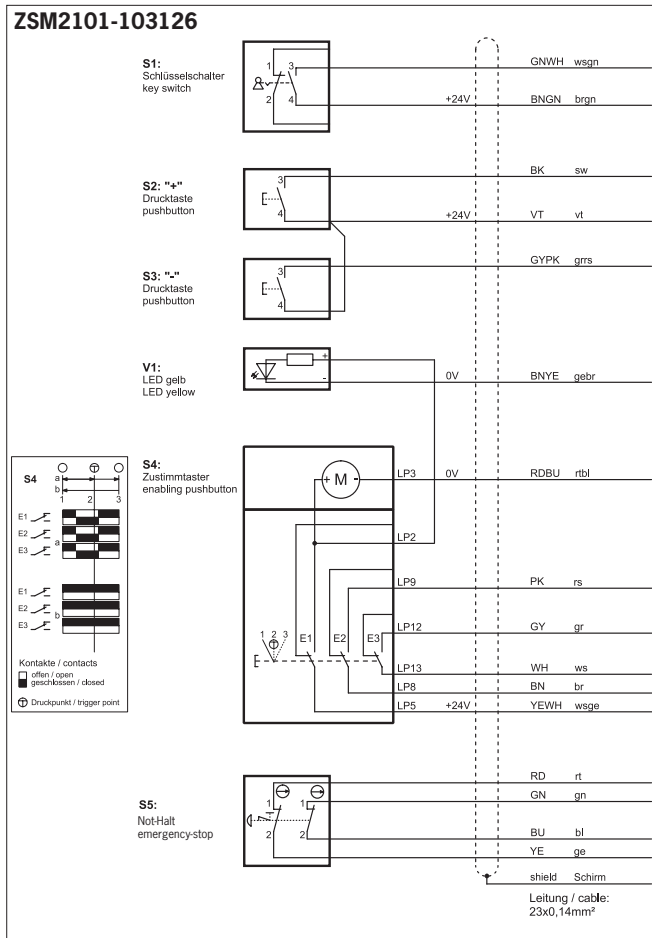 ZSM2101-103126
S1:
Schlüsselschalter
key switch
1 3
2 4
GNWH wsgn
+24V BNGN brgn
S2: "+"
Drucktaste
pushbutton
3
4
BK sw
+24V VT vt
S3: "-"
Drucktaste
pushbutton
3
4
GYPK grrs
V1:
LED gelb
LED yellow
+
-
0V BNYE gebr
S4:
Zustimmtaster
enabling pushbutton
+ M -
LP3 0V RDBU rtbl
LP2
LP9 PK rs
LP12 GY gr
1 2 3
E1 E2 E3
LP13 WH ws
LP8 BN br
LP5 +24V YEWH wsge
S4
a
b
1 2 3
E1
E2
a
E3
E1
E2
b
E3
Kontakte / contacts
offen / open
geschlossen / closed
Druckpunkt / trigger point
S5:
Not-Halt
emergency-stop
1 1
2 2
RD rt
GN gn
BU bl
YE ge
shield Schirm
Leitung / cable:
23x0,14mm²